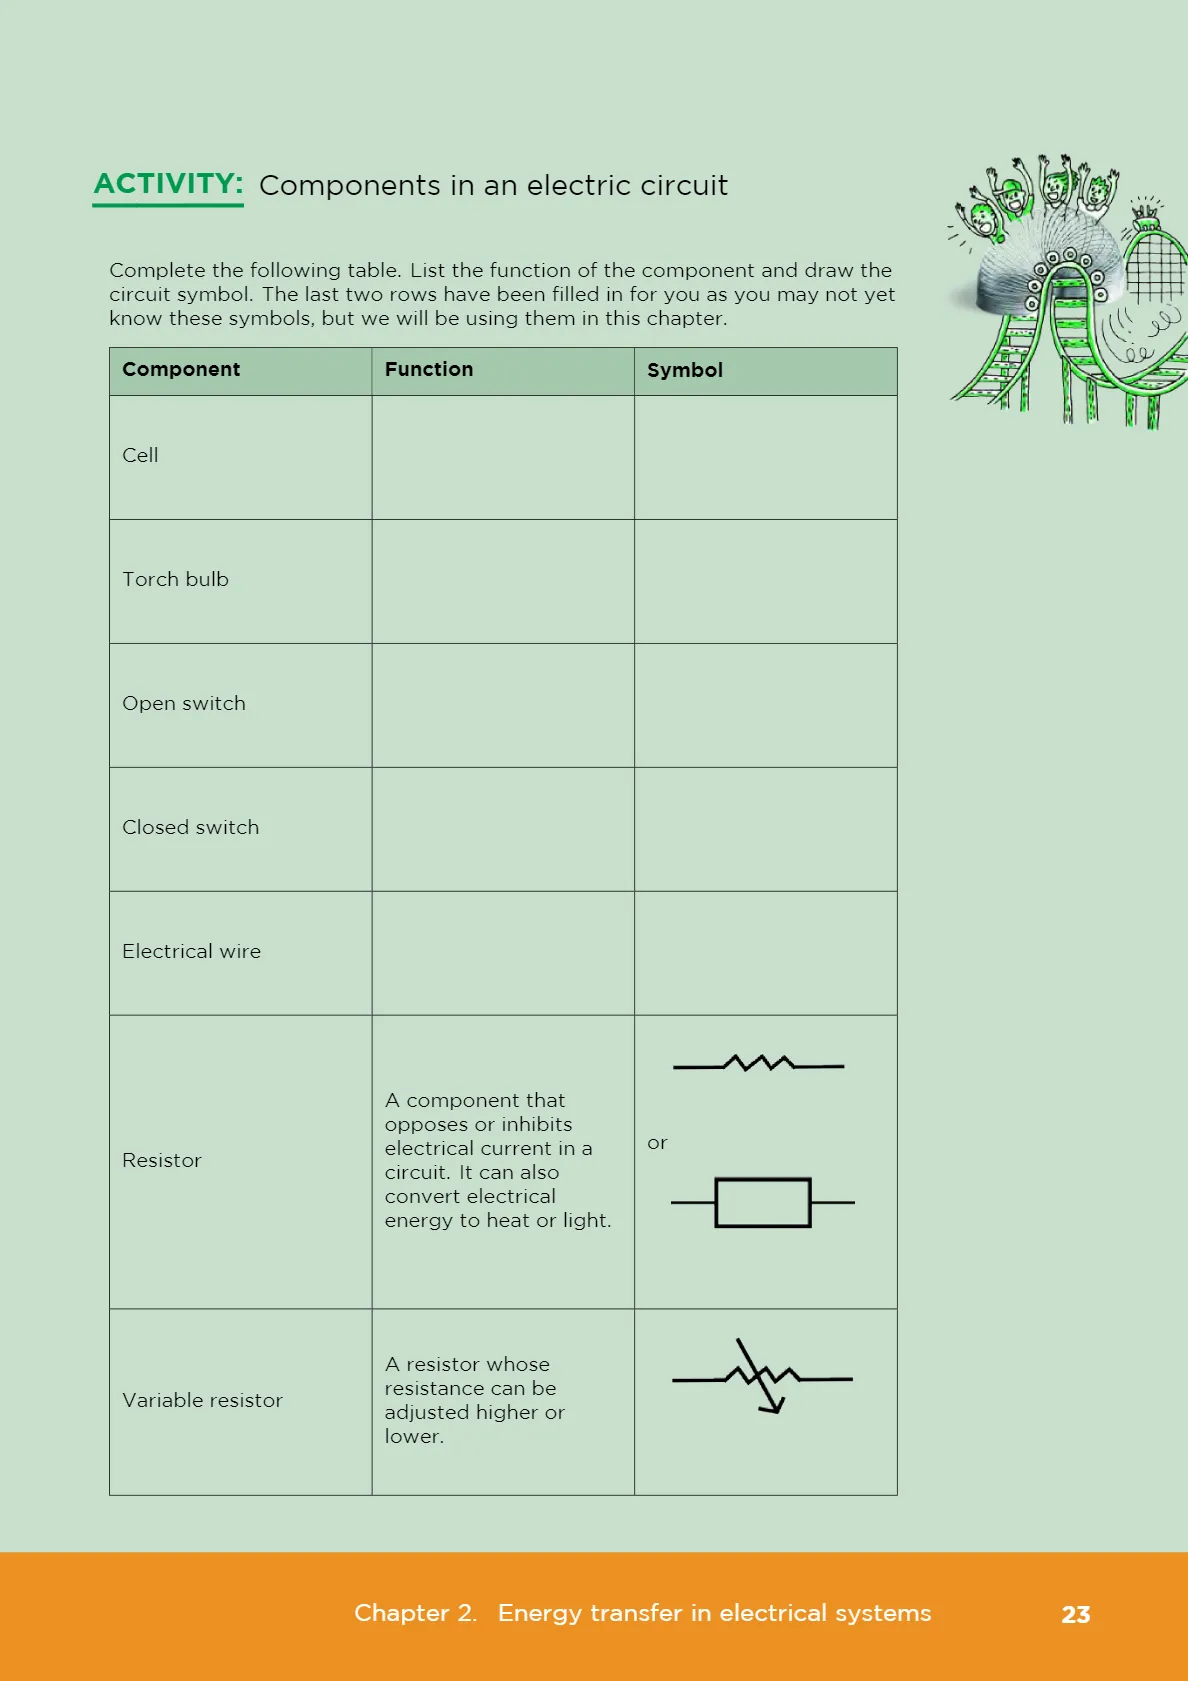 ACTIVITY: Components in an electric circuit
Complete the following table. List the function of the component and draw the
circuit symbol. The last two rows have been filled in for you as you may not yet
know these symbols, but we will be using them in this chapter.
Component Function Symbol
Cell
Torch bulb
Open switch
Closed switch
Electrical wire
Resistor
A component that
opposes or inhibits
electrical current in a
circuit. It can also
convert electrical
energy to heat or light.
or
Variable resistor
A resistor whose
resistance can be
adjusted higher or
lower.
Chapter 2. Energy transfer in electrical systems 23